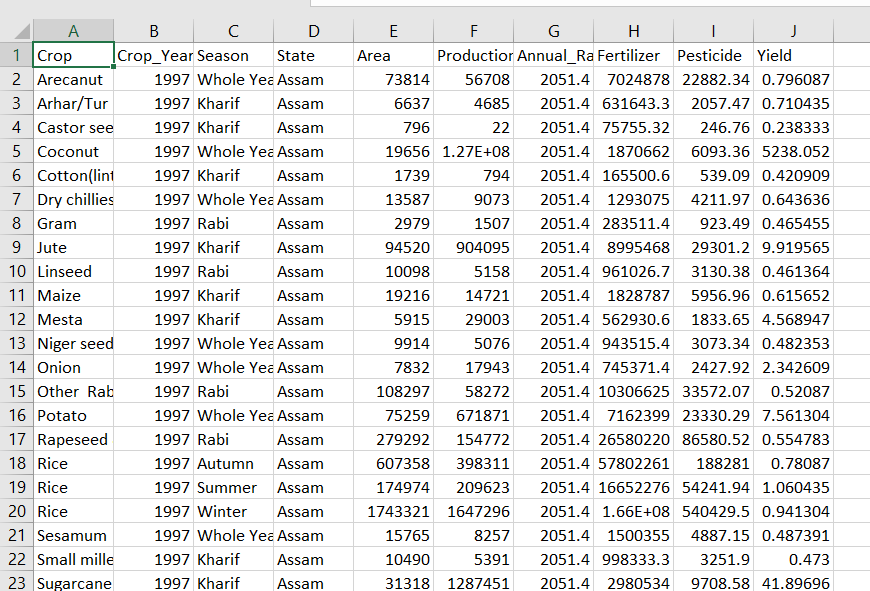 A B C D E F G H I J
1 Crop Crop_Year Season State Area Production Annual_Ra Fertilizer Pesticide Yield
2 Arecanut 1997 Whole Yea Assam 73814 56708 2051.4 7024878 22882.34 0.796087
3 Arhar/Tur 1997 Kharif Assam 6637 4685 2051.4 631643.3 2057.47 0.710435
4 Castor see 1997 Kharif Assam 796 22 2051.4 75755.32 246.76 0.238333
5 Coconut 1997 Whole Yea Assam 19656 1.27E+08 2051.4 1870662 6093.36 5238.052
6 Cotton(lint 1997 Kharif Assam 1739 794 2051.4 165500.6 539.09 0.420909
7 Dry chillies 1997 Whole Yea Assam 13587 9073 2051.4 1293075 4211.97 0.643636
8 Gram 1997 Rabi Assam 2979 1507 2051.4 283511.4 923.49 0.465455
9 Jute 1997 Kharif Assam 94520 904095 2051.4 8995468 29301.2 9.919565
10 Linseed 1997 Rabi Assam 10098 5158 2051.4 961026.7 3130.38 0.461364
11 Maize 1997 Kharif Assam 19216 14721 2051.4 1828787 5956.96 0.615652
12 Mesta 1997 Kharif Assam 5915 29003 2051.4 562930.6 1833.65 4.568947
13 Niger seed 1997 Whole Yea Assam 9914 5076 2051.4 943515.4 3073.34 0.482353
14 Onion 1997 Whole Yea Assam 7832 17943 2051.4 745371.4 2427.92 2.342609
15 Other  Rab 1997 Rabi Assam 108297 58272 2051.4 10306625 33572.07 0.52087
16 Potato 1997 Whole Yea Assam 75259 671871 2051.4 7162399 23330.29 7.561304
17 Rapeseed 1997 Rabi Assam 279292 154772 2051.4 26580220 86580.52 0.554783
18 Rice 1997 Autumn Assam 607358 398311 2051.4 57802261 188281 0.78087
19 Rice 1997 Summer Assam 174974 209623 2051.4 16652276 54241.94 1.060435
20 Rice 1997 Winter Assam 1743321 1647296 2051.4 1.66E+08 540429.5 0.941304
21 Sesamum 1997 Whole Yea Assam 15765 8257 2051.4 1500355 4887.15 0.487391
22 Small mille 1997 Kharif Assam 10490 5391 2051.4 998333.3 3251.9 0.473
23 Sugarcane 1997 Kharif Assam 31318 1287451 2051.4 2980534 9708.58 41.89696